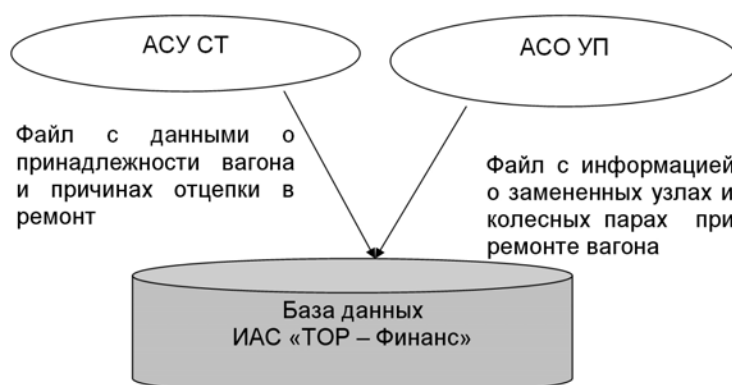 АСУ СТ
АСО УП
Файл с данными о
принадлежности вагона
и причинах отцепки в
ремонт
Файл с информацией
о замененных узлах и
колесных парах при
ремонте вагона
База данных
ИАС «ТОР – Финанс»